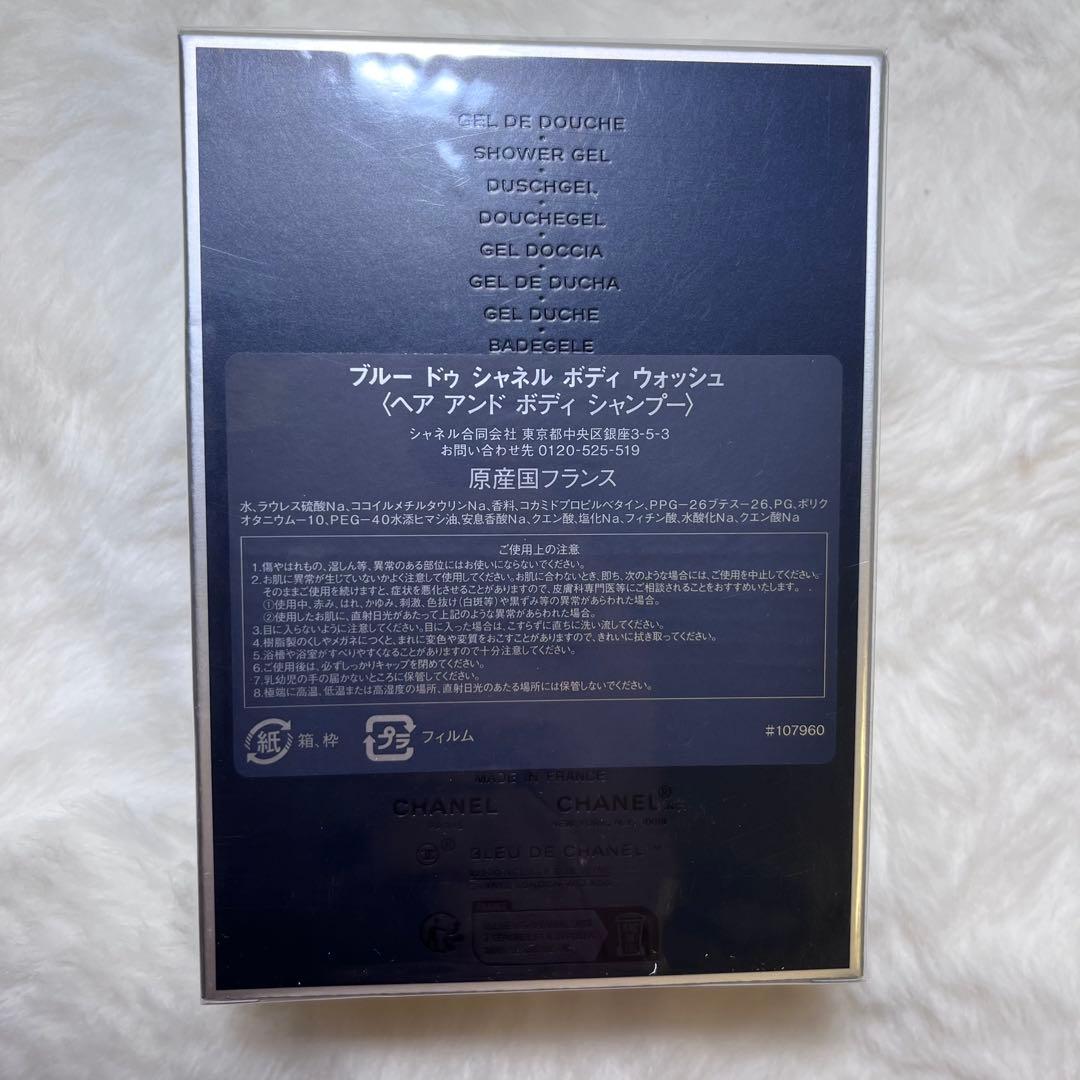 GEL DE DOUCHE
SHOWER GEL
DUSCHGEL
DOUCHEGEL
GEL DOCCIA
GEL DE DUCHA
GEL DUCHE
BADEGELE
ブルー ドゥ シャネル ボディ ウォッシュ
〈ヘア アンド ボディ シャンプー〉
シャネル合同会社 東京都中央区銀座3-5-3
お問い合わせ先 0120-525-519
原産国フランス
水、ラウレス硫酸Na、ココイルメチルタウリンNa、香料、コカミドプロピルベタイン、PPG-26ブテス-26、PG、ポリク
オタニウム-10、PEG-40水添ヒマシ油、安息香酸Na、クエン酸、塩化Na、フィチン酸、水酸化Na、クエン酸Na
ご使用上の注意
1.傷やはれもの、湿しん等、異常のある部位にはお使いにならないでください。
2.お肌に異常が生じていないかよく注意して使用してください。お肌に合わないとき、即ち、次のような場合には、ご使用を中止してください。
そのままご使用を続けますと、症状を悪化させることがありますので、皮膚科専門医等にご相談されることをおすすめいたします。
①使用中、赤み、はれ、かゆみ、刺激、色抜け(白斑等)や黒ずみ等の異常があらわれた場合。
②使用したお肌に、直射日光があたって上記のような異常があらわれた場合。
3.目に入らないように注意してください。目に入った場合は、こすらずに直ちに洗い流してください。
4.樹脂製のくしやメガネにつくと、まれに変色や変質をおこすことがありますので、きれいに拭き取ってください。
5.浴槽や浴室がすべりやすくなることがありますので十分注意してください。
6.ご使用後は、必ずしっかりキャップを閉めてください。
7.乳幼児の手の届かないところに保管してください。
8.極端に高温、低温または高湿度の場所、直射日光のあたる場所には保管しないでください。
紙 箱、枠 プラ フィルム
#107960
MADE IN FRANCE
CHANEL CHANEL®
BLEU DE CHANEL™